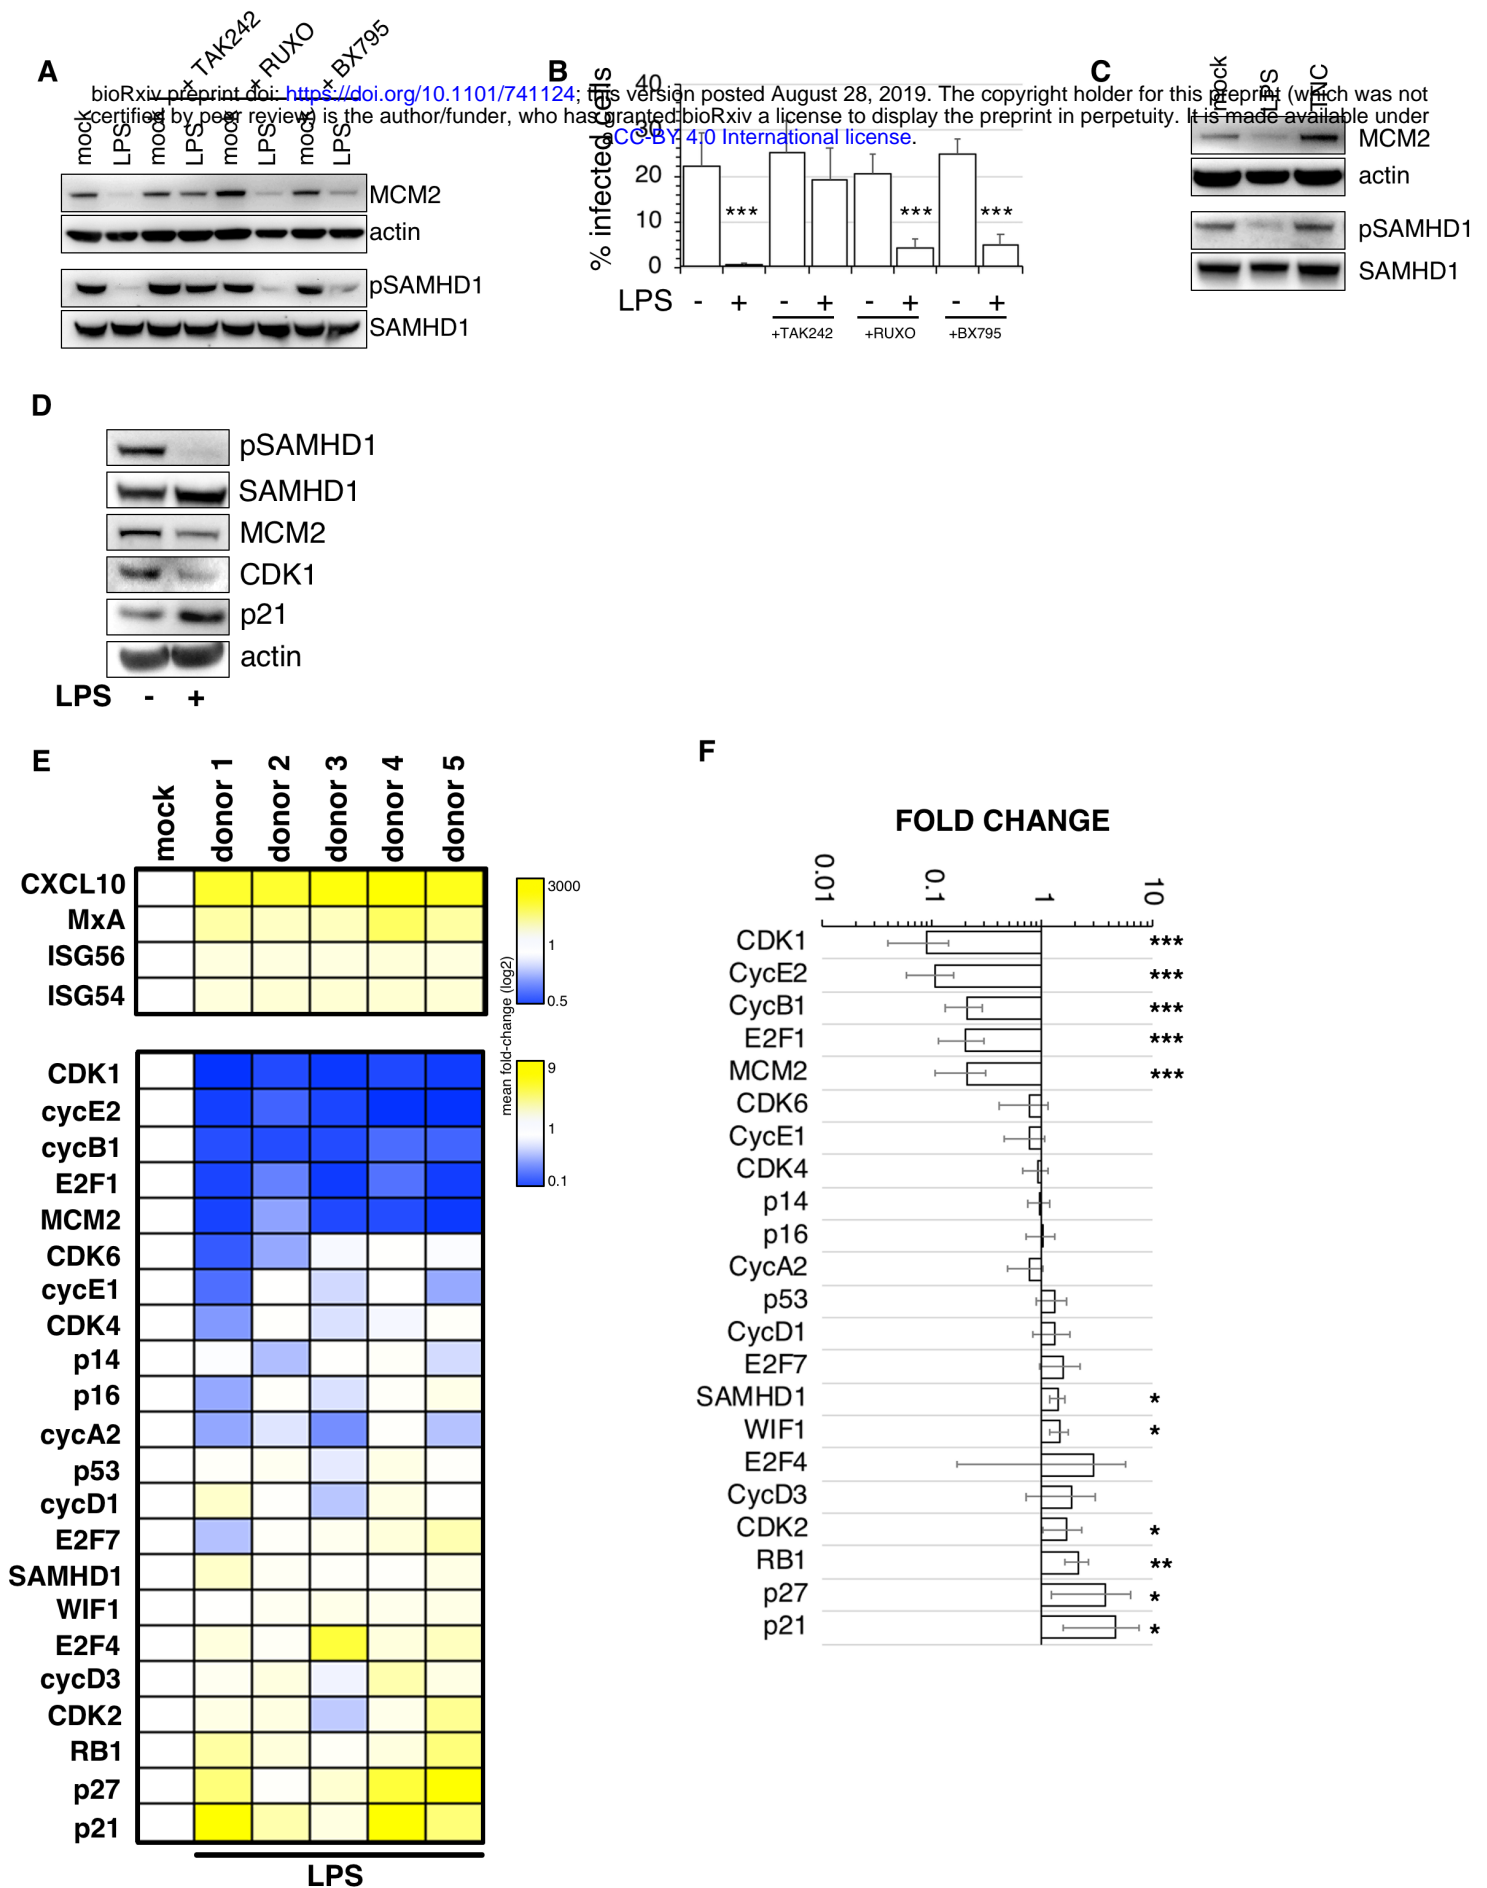 A
+ TAK242
+ RUXO
+ BX795
B
C
bioRxiv preprint doi: https://doi.org/10.1101/741124; this version posted August 28, 2019. The copyright holder for this preprint (which was not
certified by peer review) is the author/funder, who has granted bioRxiv a license to display the preprint in perpetuity. It is made available under
aCC-BY 4.0 International license.
mock
LPS
mock
LPS
mock
LPS
mock
LPS
MCM2
actin
pSAMHD1
SAMHD1
% infected cells
40
30
20
10
0
***
***
***
LPS - + - + - + - +
+TAK242
+RUXO
+BX795
mock
LPS
TNC
MCM2
actin
pSAMHD1
SAMHD1
D
pSAMHD1
SAMHD1
MCM2
CDK1
p21
actin
LPS - +
E
mock
donor 1
donor 2
donor 3
donor 4
donor 5
CXCL10
MxA
ISG56
ISG54
3000
1
0.5
mean fold-change (log2)
9
1
0.1
CDK1
cycE2
cycB1
E2F1
MCM2
CDK6
cycE1
CDK4
p14
p16
cycA2
p53
cycD1
E2F7
SAMHD1
WIF1
E2F4
cycD3
CDK2
RB1
p27
p21
LPS
F
FOLD CHANGE
0.01
0.1
1
10
CDK1 ***
CycE2 ***
CycB1 ***
E2F1 ***
MCM2 ***
CDK6
CycE1
CDK4
p14
p16
CycA2
p53
CycD1
E2F7
SAMHD1 *
WIF1 *
E2F4
CycD3
CDK2 *
RB1 **
p27 *
p21 *